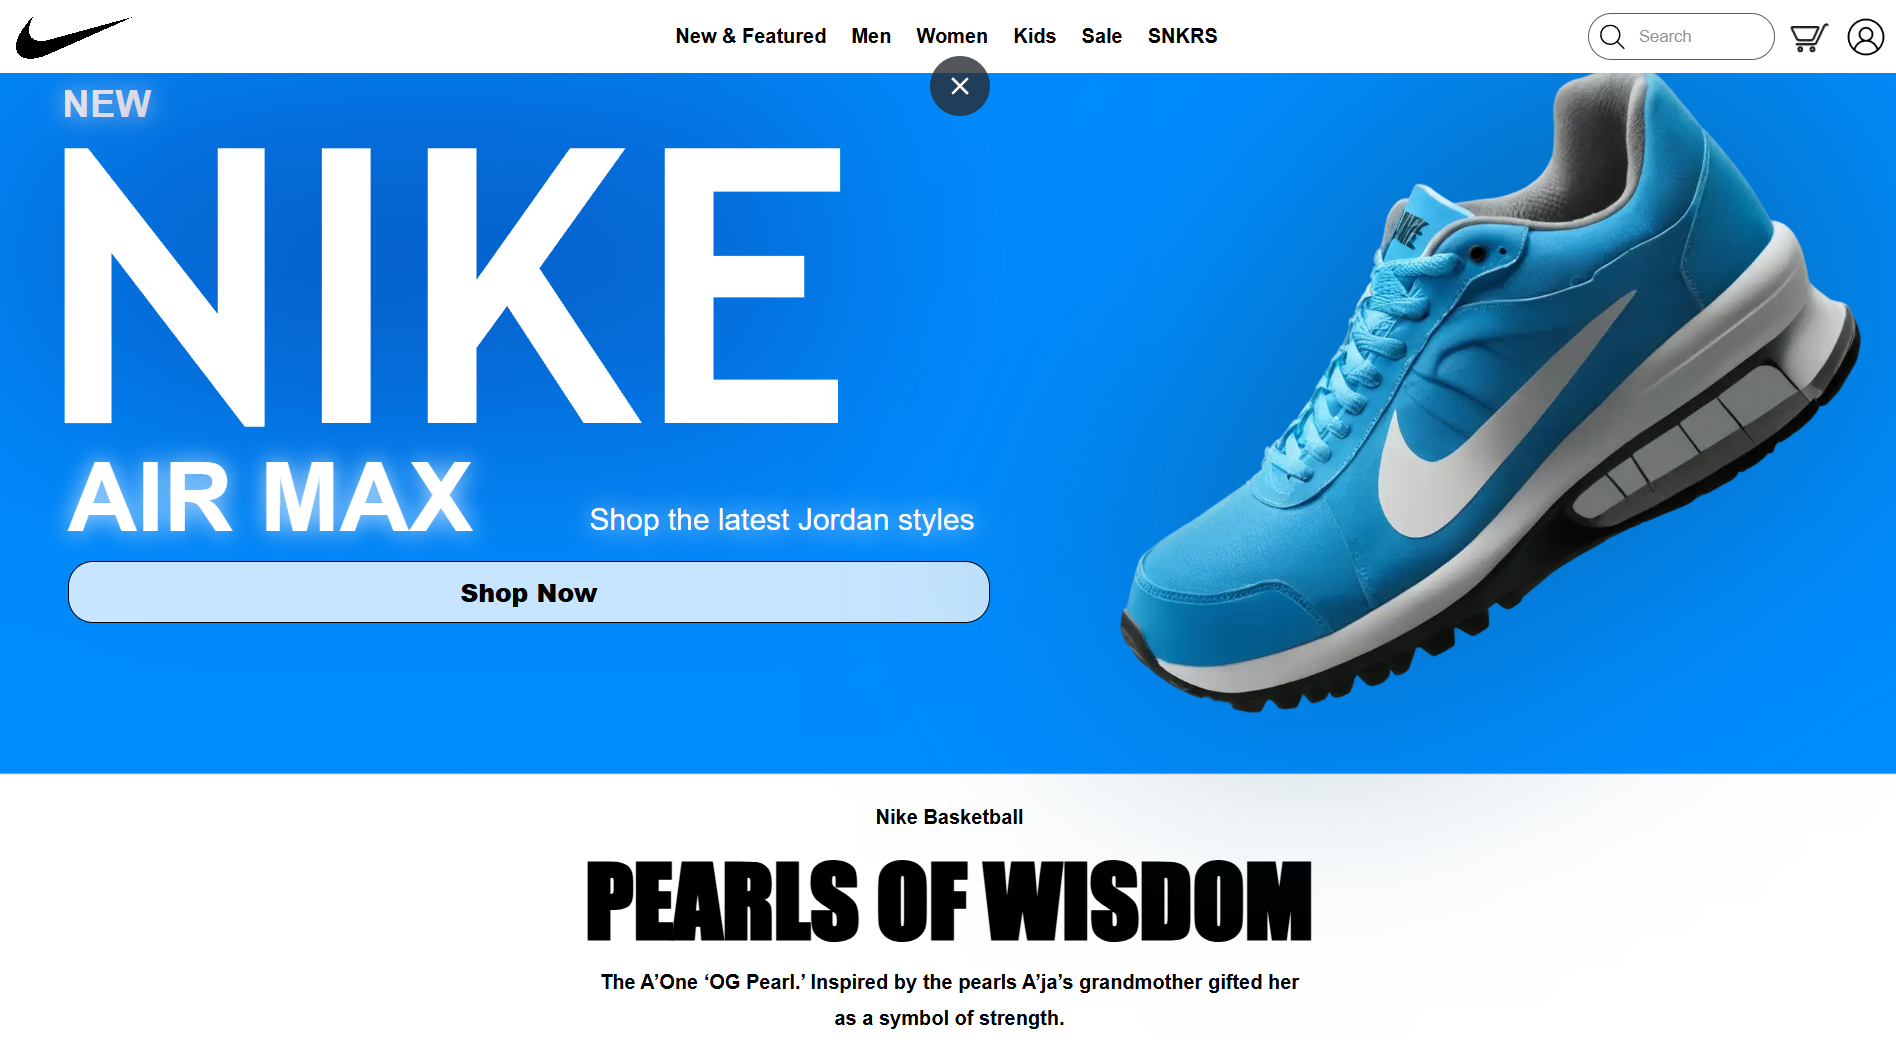 New & Featured Men Women Kids Sale SNKRS
Search
NEW
NIKE
AIR MAX
Shop the latest Jordan styles
Shop Now
NIKE
Nike Basketball
PEARLS OF WISDOM
The A’One ‘OG Pearl.’ Inspired by the pearls A’ja’s grandmother gifted her
as a symbol of strength.